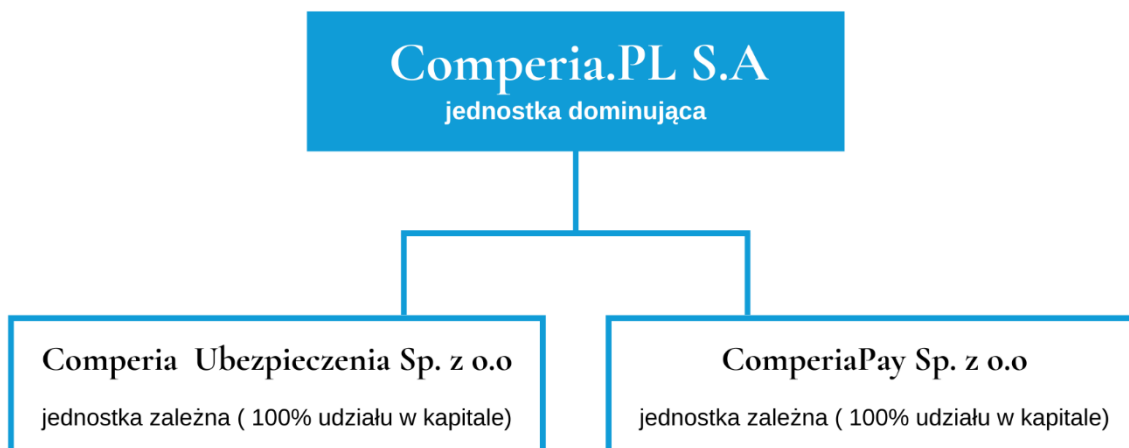 Comperia.PL S.A
jednostka dominująca
Comperia Ubezpieczenia Sp. z o.o
jednostka zależna ( 100% udziału w kapitale)
ComperiaPay Sp. z o.o
jednostka zależna ( 100% udziału w kapitale)